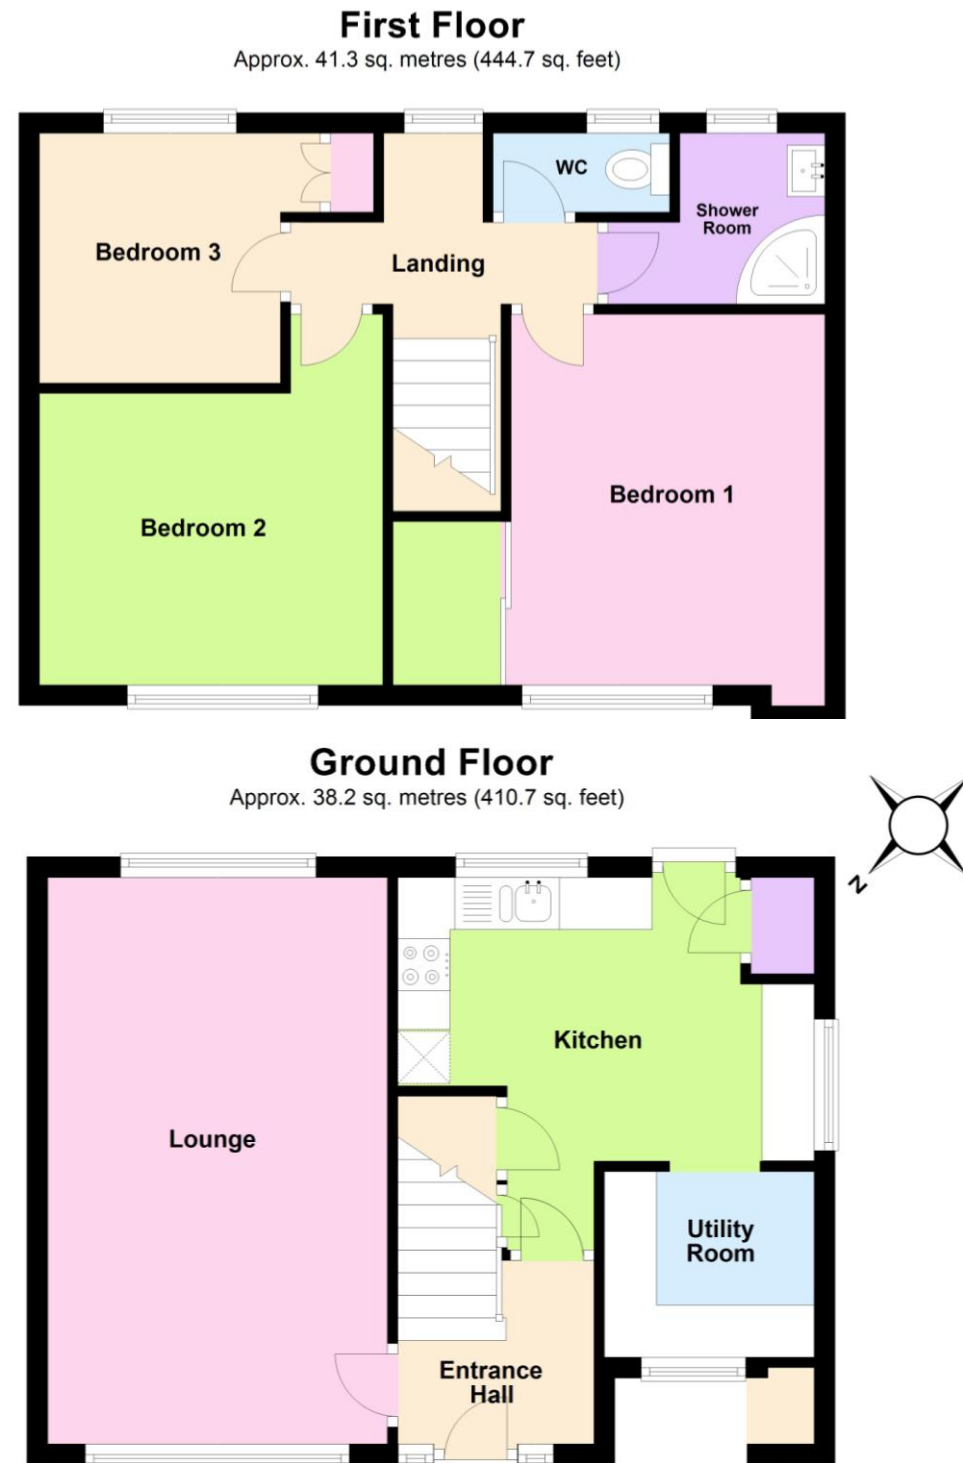 First Floor
Approx. 41.3 sq. metres (444.7 sq. feet)
WC
Shower
Room
Bedroom 3
Landing
Bedroom 1
Bedroom 2
Ground Floor
Approx. 38.2 sq. metres (410.7 sq. feet)
N
Kitchen
Lounge
Utility
Room
Entrance
Hall